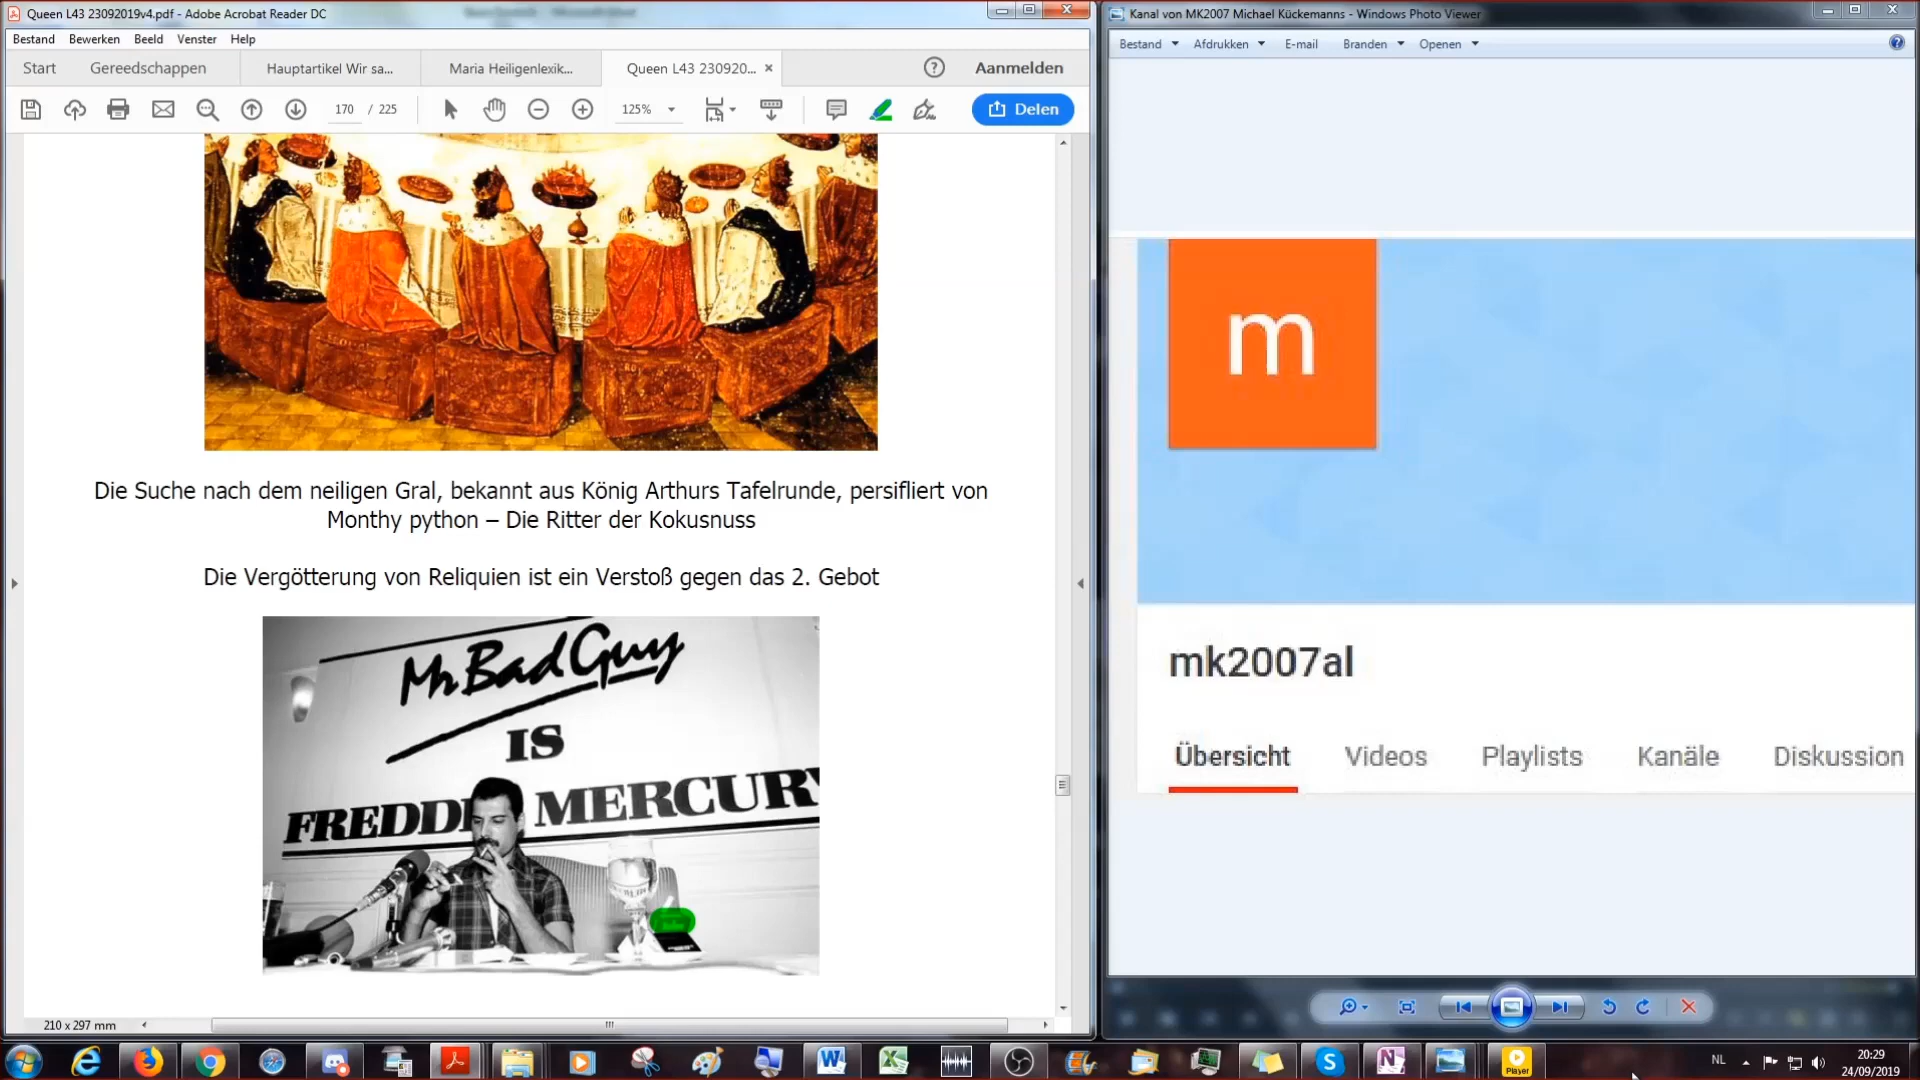 Queen L43 23092019v4.pdf - Adobe Acrobat Reader DC
Bestand Bewerken Beeld Venster Help
Start Gereedschappen Hauptartikel Wir sa... Maria Heiligenlexik... Queen L43 230920... × Aanmelden
170 / 225 125% Delen
Die Suche nach dem neiligen Gral, bekannt aus König Arthurs Tafelrunde, persifliert von
Monthy python – Die Ritter der Kokusnuss
Die Vergötterung von Reliquien ist ein Verstoß gegen das 2. Gebot
Mr Bad Guy
IS
FREDDI MERCURY
210 x 297 mm
Kanal von MK2007 Michael Kückemanns - Windows Photo Viewer
Bestand Afdrukken E-mail Branden Openen
m
mk2007al
Übersicht Videos Playlists Kanäle Diskussion
Player
NL
20:29
24/09/2019